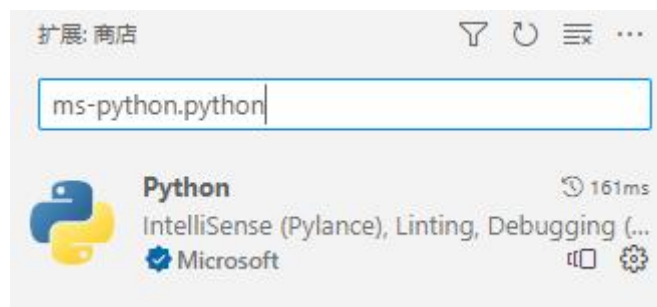 扩展: 商店
ms-python.python
Python 161ms
IntelliSense (Pylance), Linting, Debugging (...
Microsoft